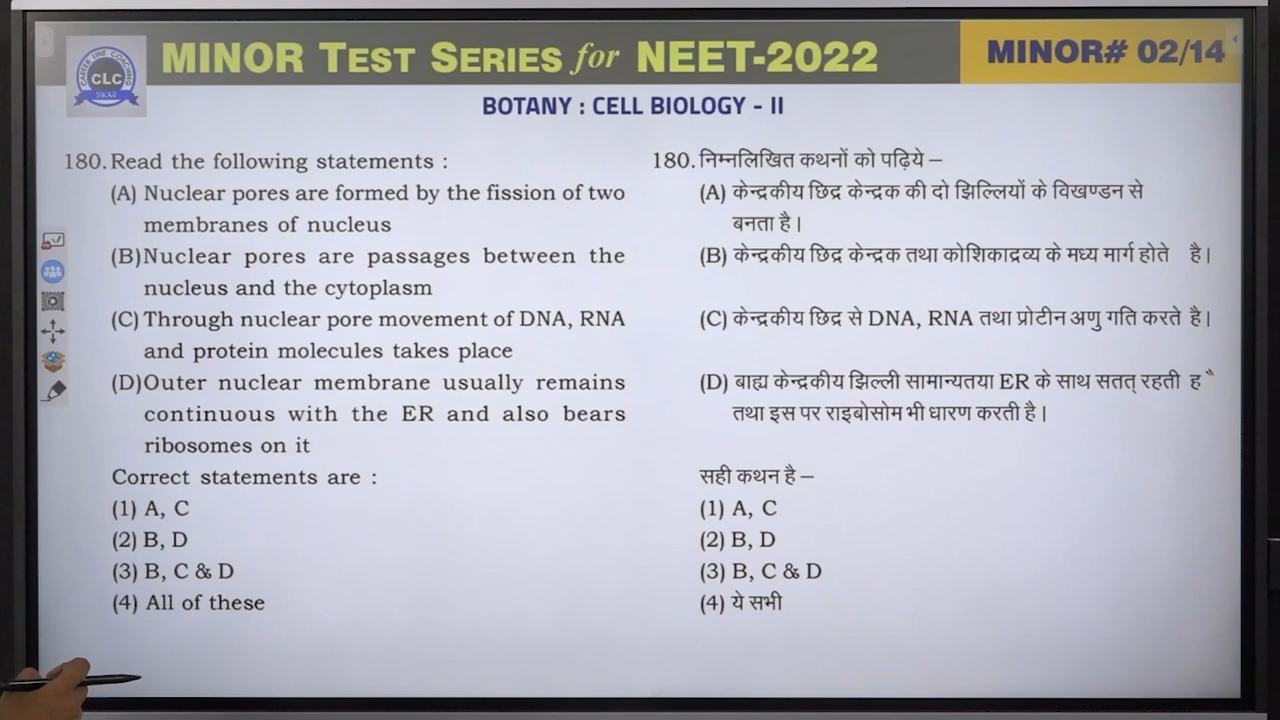 CAREER LINE COACHING
CLC
SIKAR
MINOR TEST SERIES for NEET-2022
MINOR# 02/14
BOTANY : CELL BIOLOGY - II
180. Read the following statements :
(A) Nuclear pores are formed by the fission of two
membranes of nucleus
(B) Nuclear pores are passages between the
nucleus and the cytoplasm
(C) Through nuclear pore movement of DNA, RNA
and protein molecules takes place
(D) Outer nuclear membrane usually remains
continuous with the ER and also bears
ribosomes on it
Correct statements are :
(1) A, C
(2) B, D
(3) B, C & D
(4) All of these
180. निम्नलिखित कथनों को पढ़िये –
(A) केन्द्रकीय छिद्र केन्द्रक की दो झिल्लियों के विखण्डन से
बनता है।
(B) केन्द्रकीय छिद्र केन्द्रक तथा कोशिकाद्रव्य के मध्य मार्ग होते है।
(C) केन्द्रकीय छिद्र से DNA, RNA तथा प्रोटीन अणु गति करते है।
(D) बाह्य केन्द्रकीय झिल्ली सामान्यतया ER के साथ सतत् रहती है
तथा इस पर राइबोसोम भी धारण करती है।
सही कथन है –
(1) A, C
(2) B, D
(3) B, C & D
(4) ये सभी